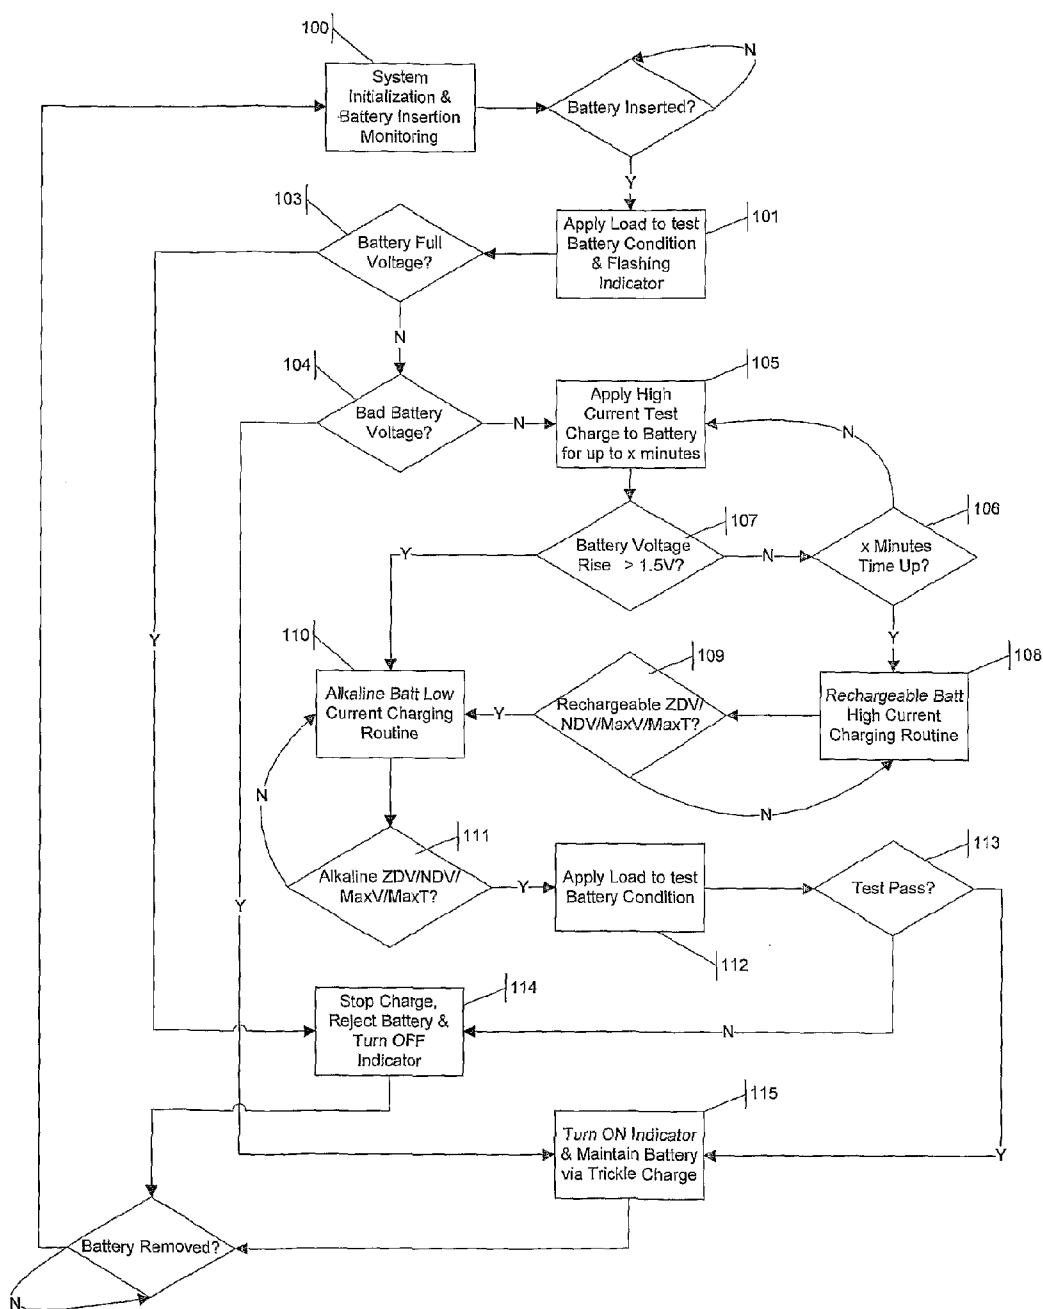 100
System
Initialization &
Battery Insertion
Monitoring
Battery Inserted?
N
Y
103
Battery Full
Voltage?
Apply Load to test
Battery Condition
& Flashing
Indicator
101
N
104
Bad Battery
Voltage?
N
Apply High
Current Test
Charge to Battery
for up to x minutes
105
N
Y
Battery Voltage
Rise > 1.5V?
107
N
x Minutes
Time Up?
106
Y
Y
110
Alkaline Batt Low
Current Charging
Routine
Y
Rechargeable ZDV/
NDV/MaxV/MaxT?
109
Rechargeable Batt
High Current
Charging Routine
108
N
N
Alkaline ZDV/NDV/
MaxV/MaxT?
111
Y
Apply Load to test
Battery Condition
112
Test Pass?
113
Y
Stop Charge,
Reject Battery &
Turn OFF
Indicator
114
N
Turn ON Indicator
& Maintain Battery
via Trickle Charge
115
Y
Battery Removed?
N